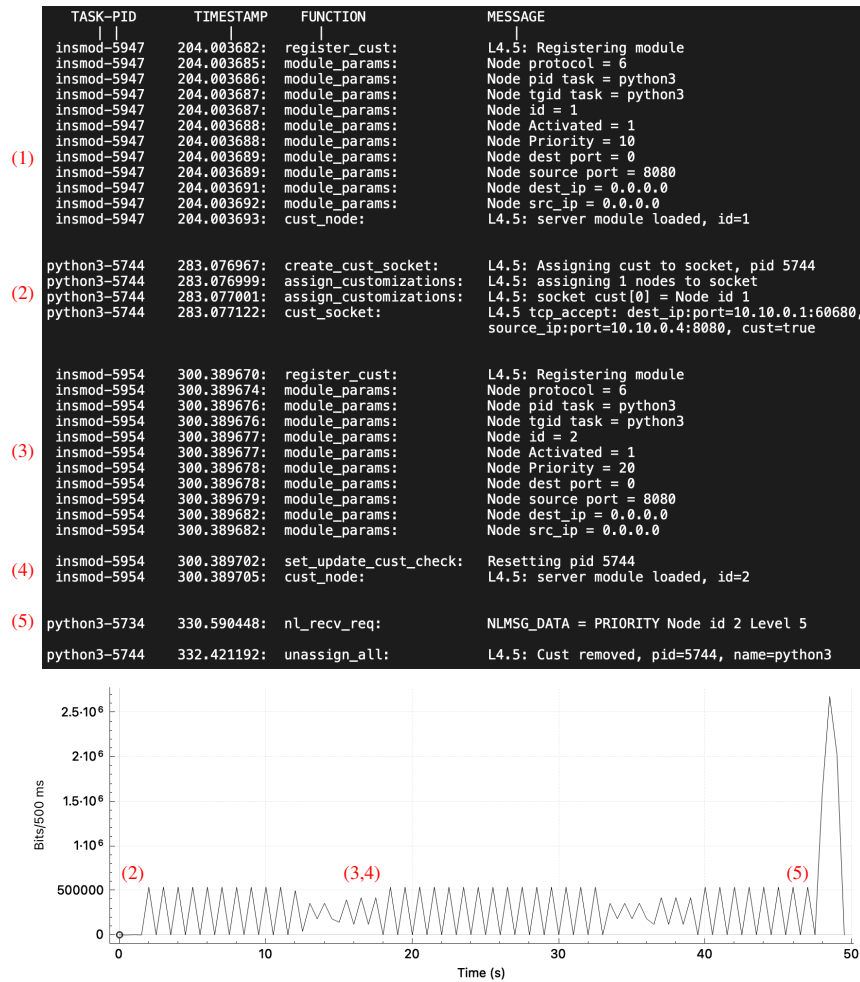 TASK-PID TIMESTAMP FUNCTION MESSAGE
| | | | |
insmod-5947 204.003682: register_cust: L4.5: Registering module
insmod-5947 204.003685: module_params: Node protocol = 6
insmod-5947 204.003686: module_params: Node pid task = python3
insmod-5947 204.003687: module_params: Node tgid task = python3
insmod-5947 204.003687: module_params: Node id = 1
insmod-5947 204.003688: module_params: Node Activated = 1
insmod-5947 204.003688: module_params: Node Priority = 10
(1) insmod-5947 204.003689: module_params: Node dest port = 0
insmod-5947 204.003689: module_params: Node source port = 8080
insmod-5947 204.003691: module_params: Node dest_ip = 0.0.0.0
insmod-5947 204.003692: module_params: Node src_ip = 0.0.0.0
insmod-5947 204.003693: cust_node: L4.5: server module loaded, id=1
python3-5744 283.076967: create_cust_socket: L4.5: Assigning cust to socket, pid 5744
python3-5744 283.076999: assign_customizations: L4.5: assigning 1 nodes to socket
(2) python3-5744 283.077001: assign_customizations: L4.5: socket cust[0] = Node id 1
python3-5744 283.077122: cust_socket: L4.5 tcp_accept: dest_ip:port=10.10.0.1:60680,
source_ip:port=10.10.0.4:8080, cust=true
insmod-5954 300.389670: register_cust: L4.5: Registering module
insmod-5954 300.389674: module_params: Node protocol = 6
insmod-5954 300.389676: module_params: Node pid task = python3
insmod-5954 300.389676: module_params: Node tgid task = python3
insmod-5954 300.389677: module_params: Node id = 2
(3) insmod-5954 300.389677: module_params: Node Activated = 1
insmod-5954 300.389678: module_params: Node Priority = 20
insmod-5954 300.389678: module_params: Node dest port = 0
insmod-5954 300.389679: module_params: Node source port = 8080
insmod-5954 300.389682: module_params: Node dest_ip = 0.0.0.0
insmod-5954 300.389682: module_params: Node src_ip = 0.0.0.0
insmod-5954 300.389702: set_update_cust_check: Resetting pid 5744
(4) insmod-5954 300.389705: cust_node: L4.5: server module loaded, id=2
(5) python3-5734 330.590448: nl_recv_req: NLMSG_DATA = PRIORITY Node id 2 Level 5
python3-5744 332.421192: unassign_all: L4.5: Cust removed, pid=5744, name=python3
2.5·10⁶
2·10⁶
1.5·10⁶
1·10⁶
500000
0
Bits/500 ms
(2) (3,4) (5)
0 10 20 30 40 50
Time (s)